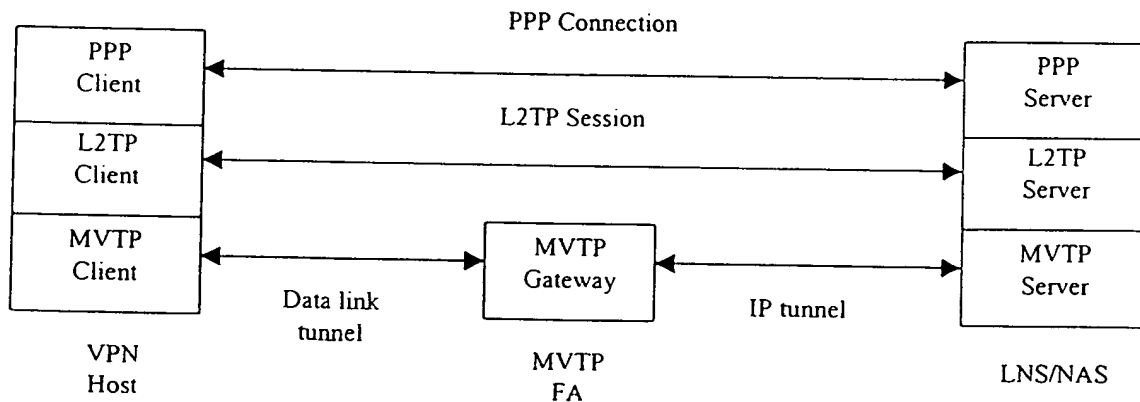 PPP Connection
PPP
Client
PPP
Server
L2TP Session
L2TP
Client
L2TP
Server
MVTP
Client
MVTP
Gateway
MVTP
Server
Data link
tunnel
IP tunnel
VPN
Host
MVTP
FA
LNS/NAS